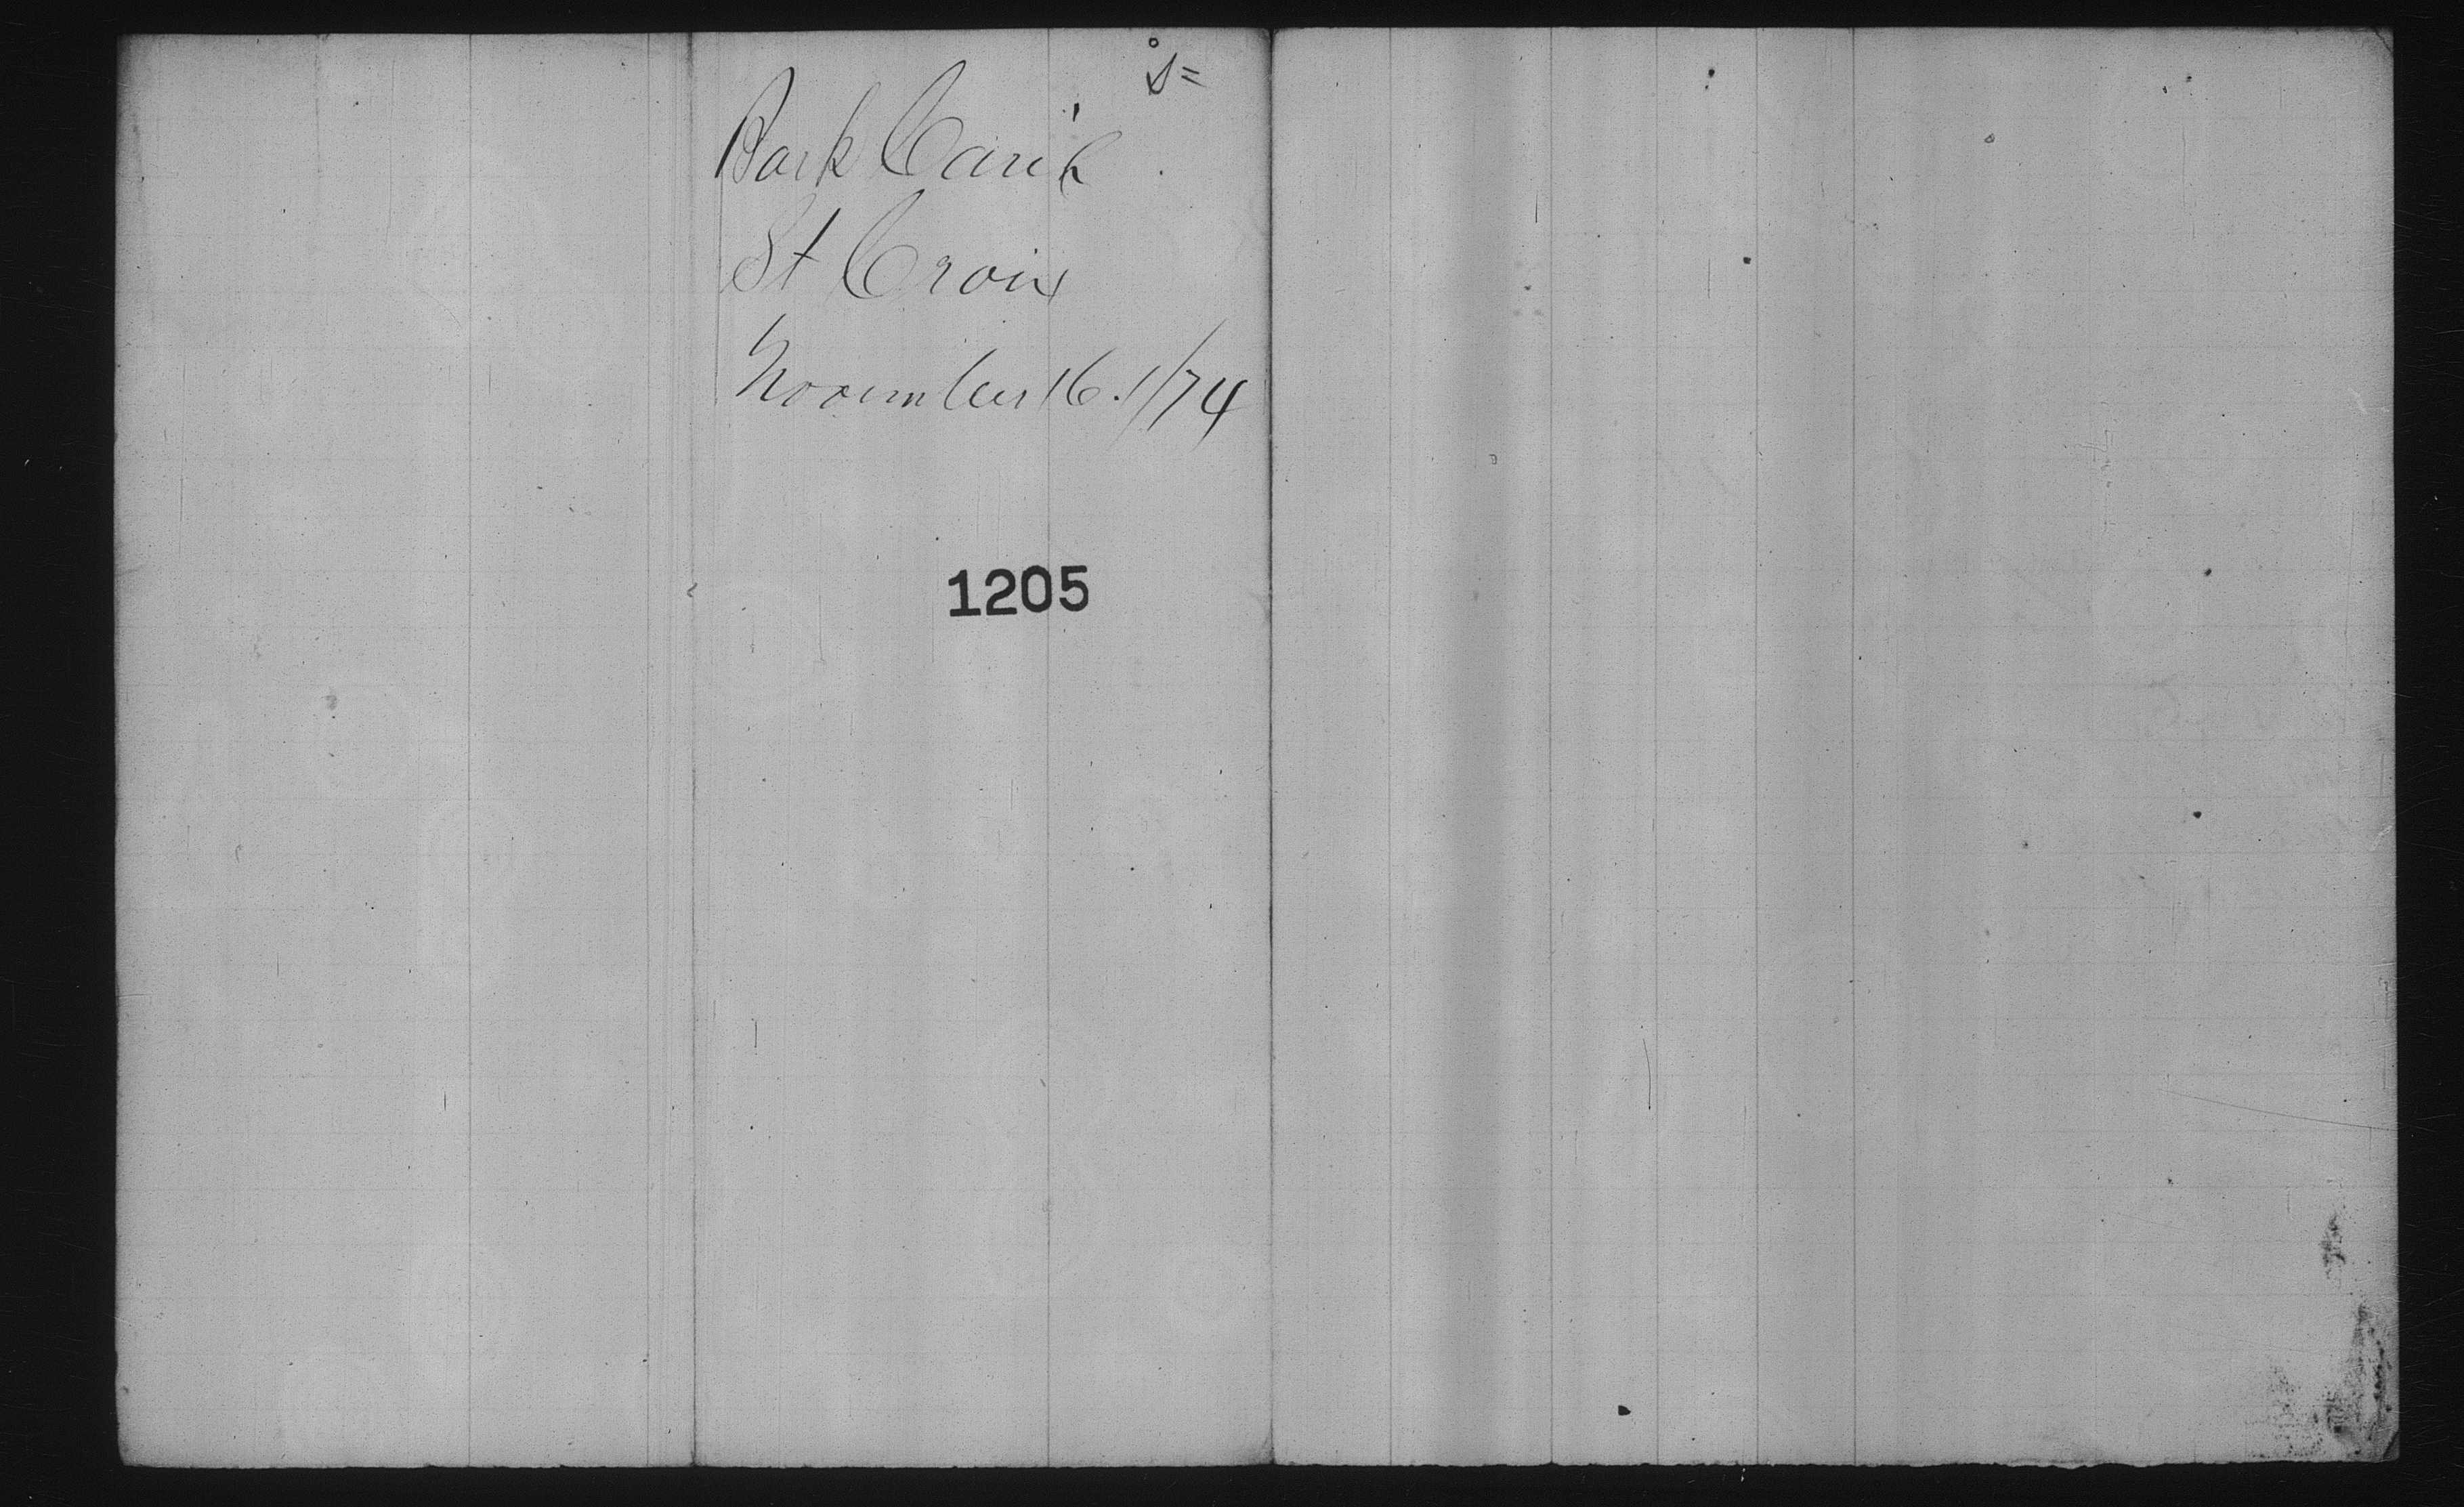 Bark Carib
St Croix
November 16. 1/74
1205